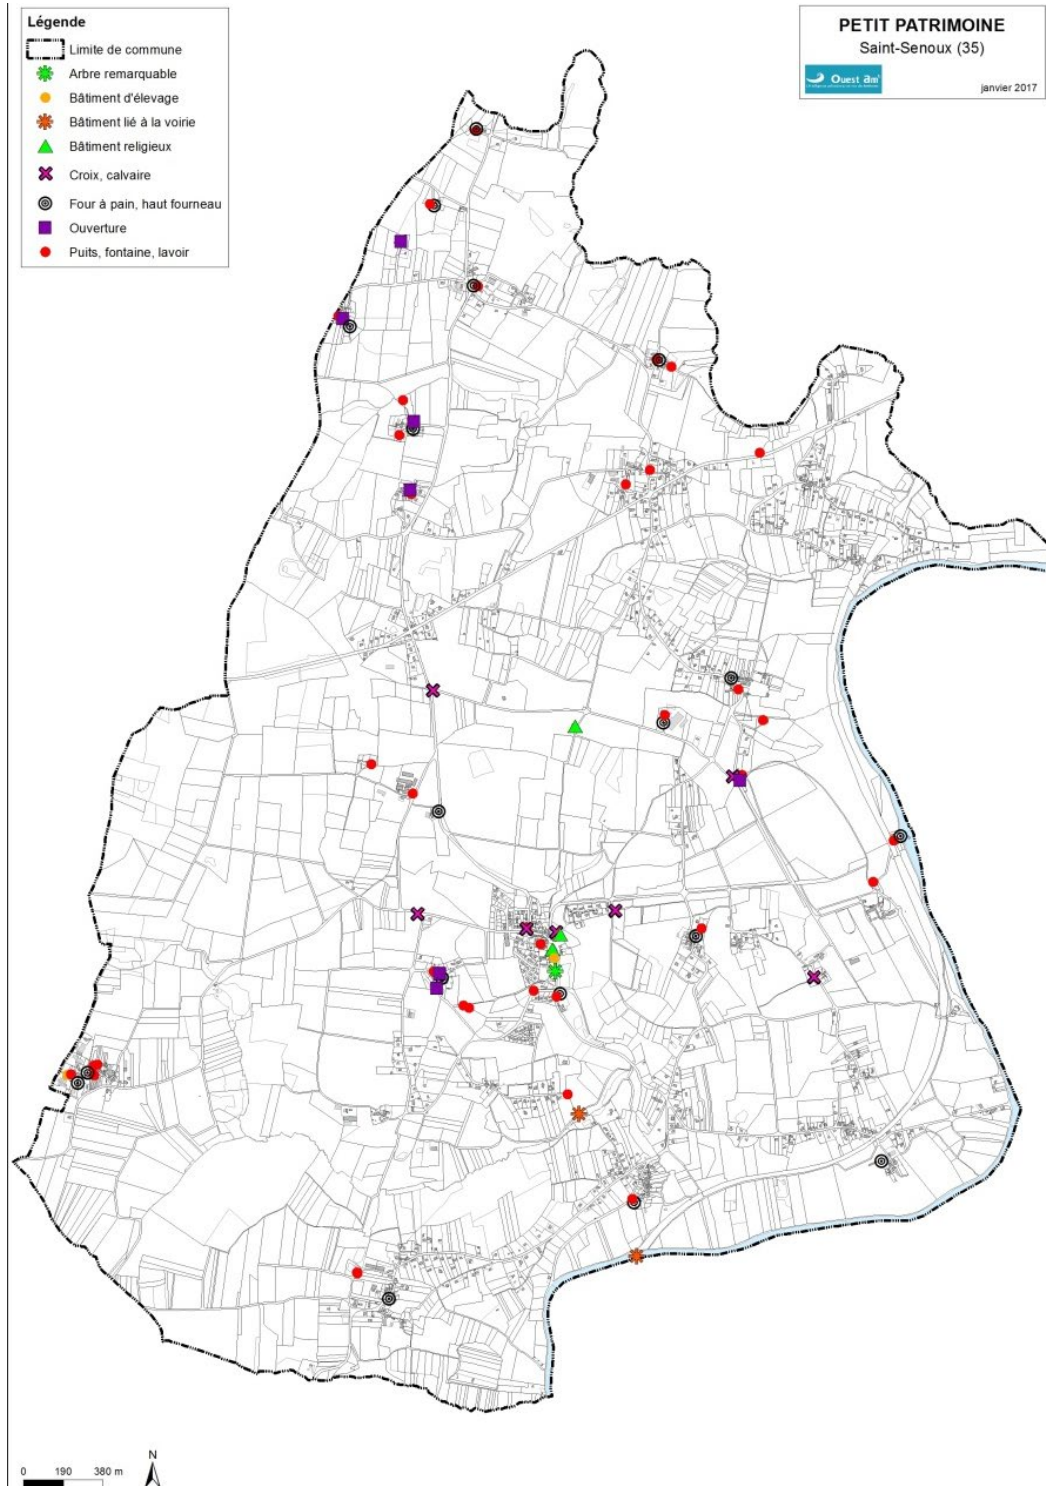 Légende
Limite de commune
Arbre remarquable
Bâtiment d'élevage
Bâtiment lié à la voirie
Bâtiment religieux
Croix, calvaire
Four à pain, haut fourneau
Ouverture
Puits, fontaine, lavoir
PETIT PATRIMOINE
Saint-Senoux (35)
Ouest am'
janvier 2017
N
0 190 380 m